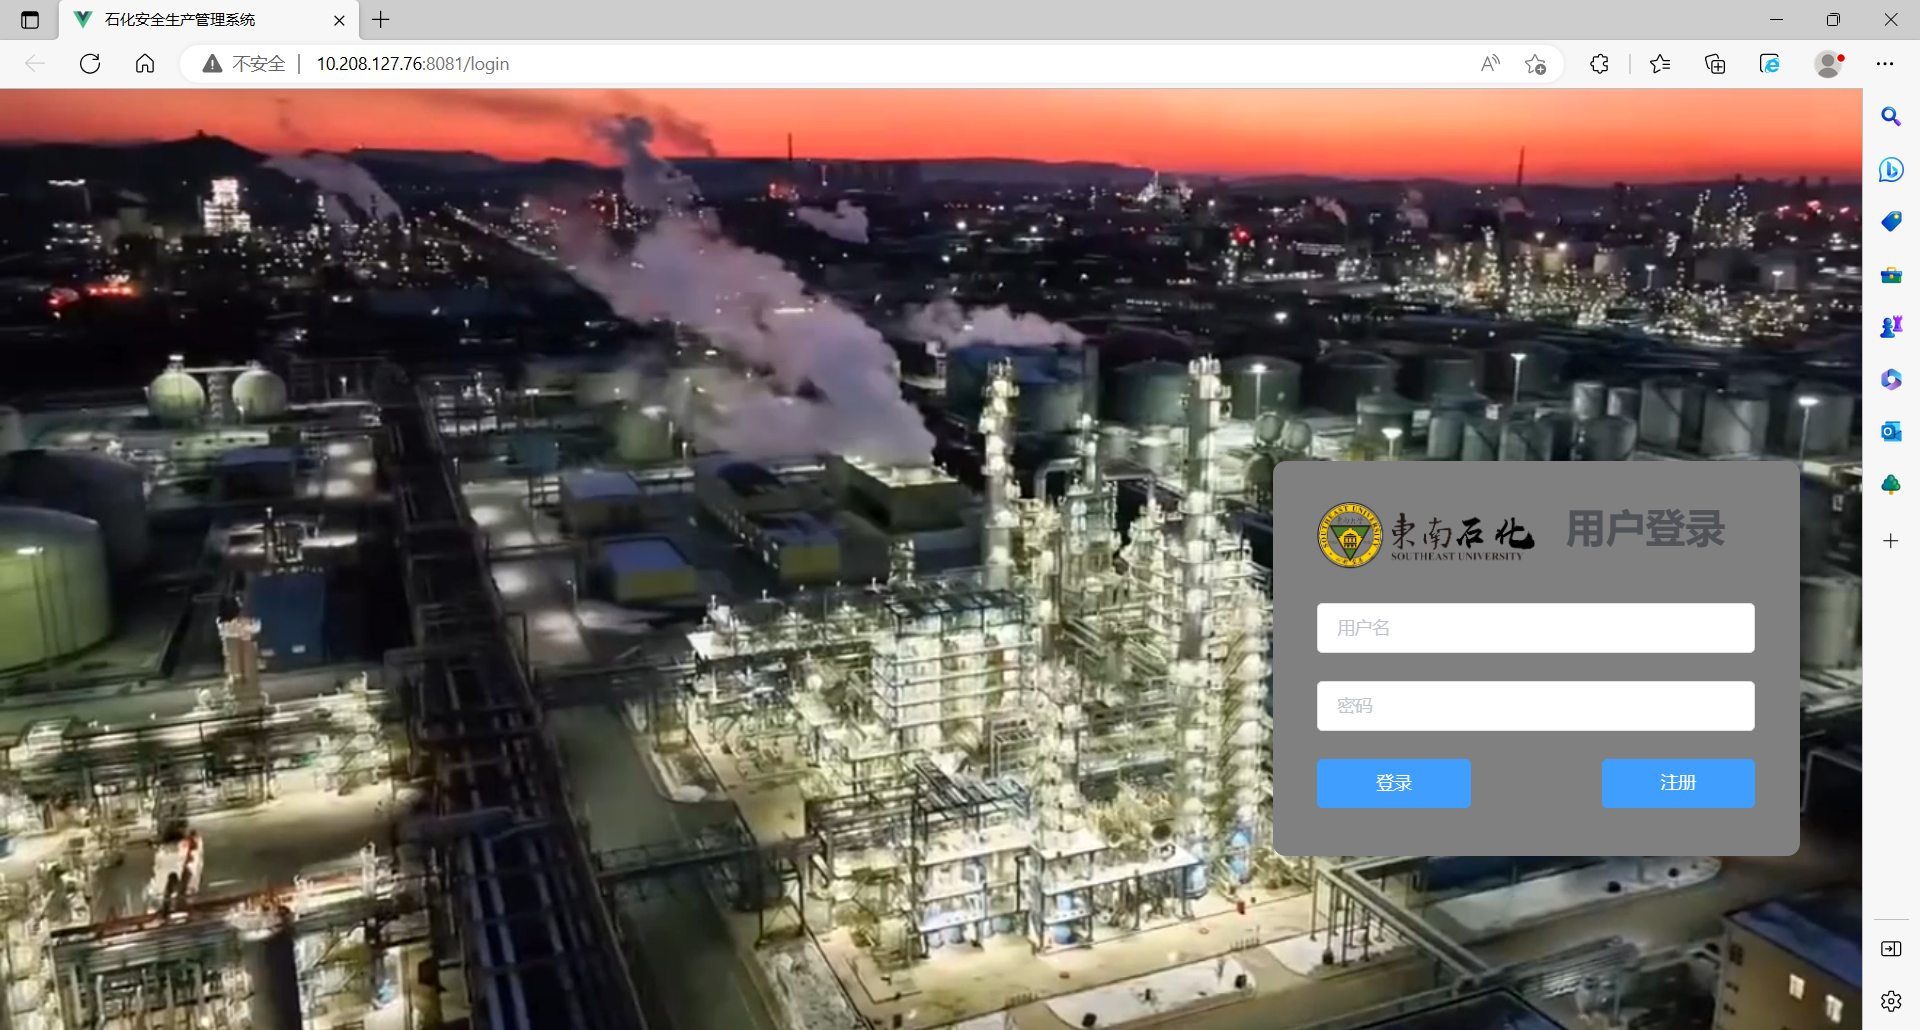 石化安全生产管理系统
不安全
10.208.127.76:8081/login
東南石化
SOUTHEAST UNIVERSITY
用户登录
用户名
密码
登录
注册